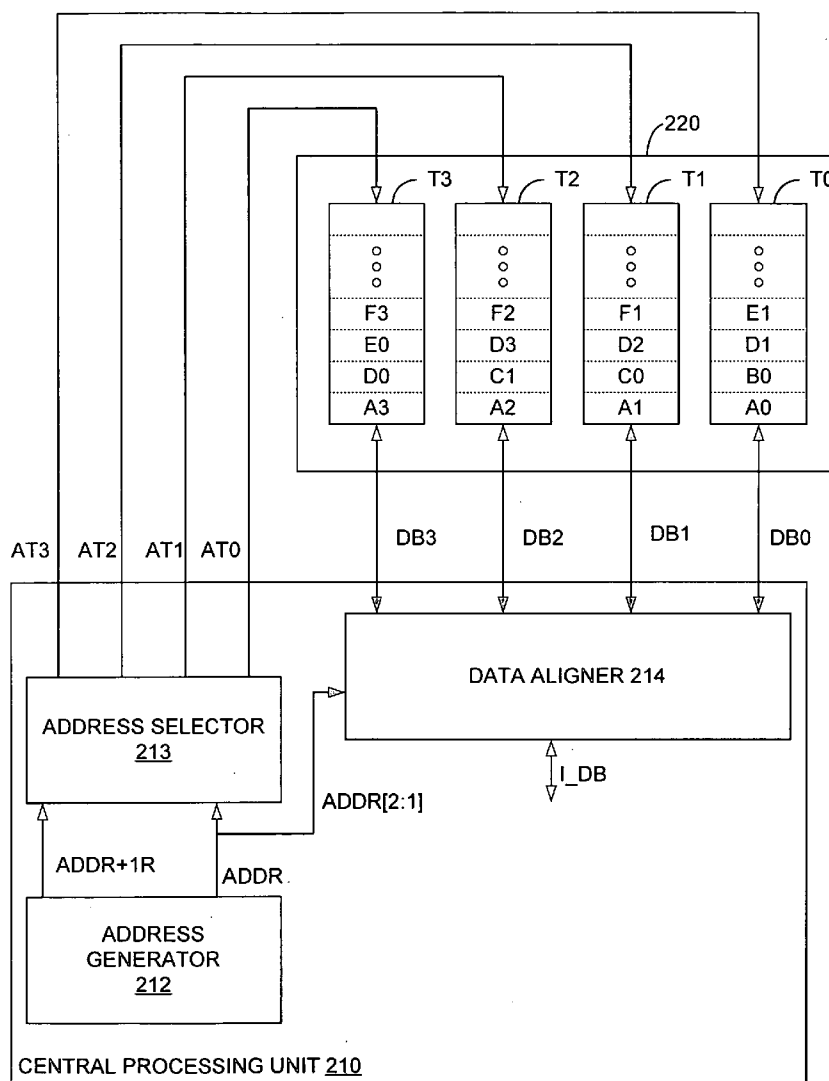 220
T3 T2 T1 T0
F3 F2 F1 E1
E0 D3 D2 D1
D0 C1 C0 B0
A3 A2 A1 A0
AT3 AT2 AT1 AT0
DB3 DB2 DB1 DB0
DATA ALIGNER 214
ADDRESS SELECTOR
213
I_DB
ADDR[2:1]
ADDR+1R
ADDR
ADDRESS
GENERATOR
212
CENTRAL PROCESSING UNIT 210